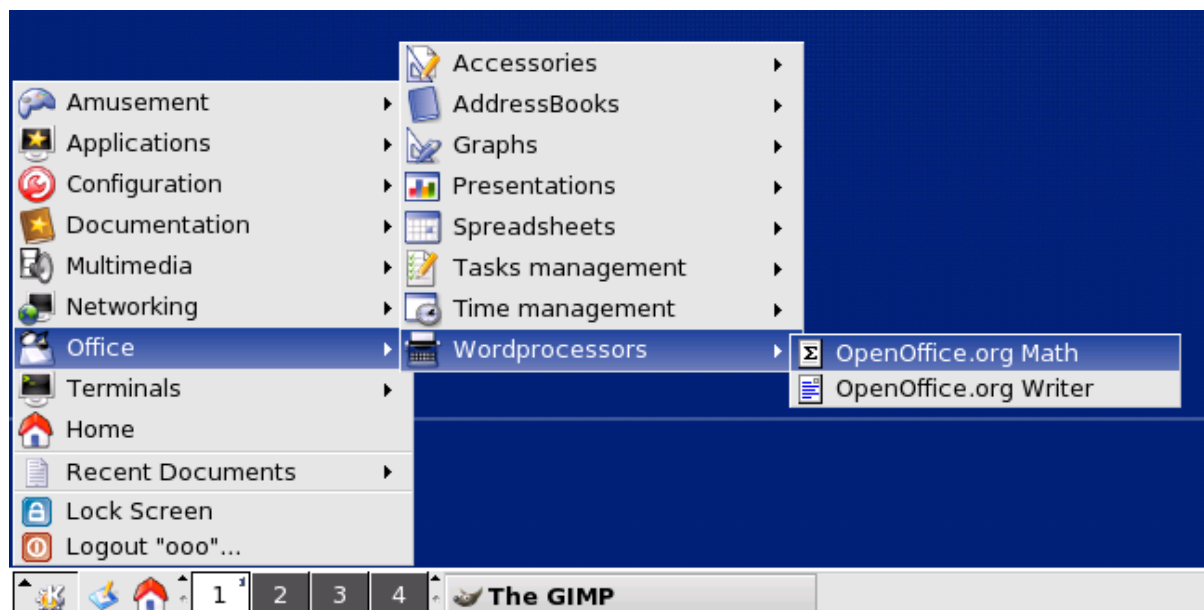 Accessories
AddressBooks
Graphs
Presentations
Spreadsheets
Tasks management
Time management
Wordprocessors
Amusement
Applications
Configuration
Documentation
Multimedia
Networking
Office
Terminals
Home
Recent Documents
Lock Screen
Logout "ooo"...
OpenOffice.org Math
OpenOffice.org Writer
1 2 3 4 The GIMP